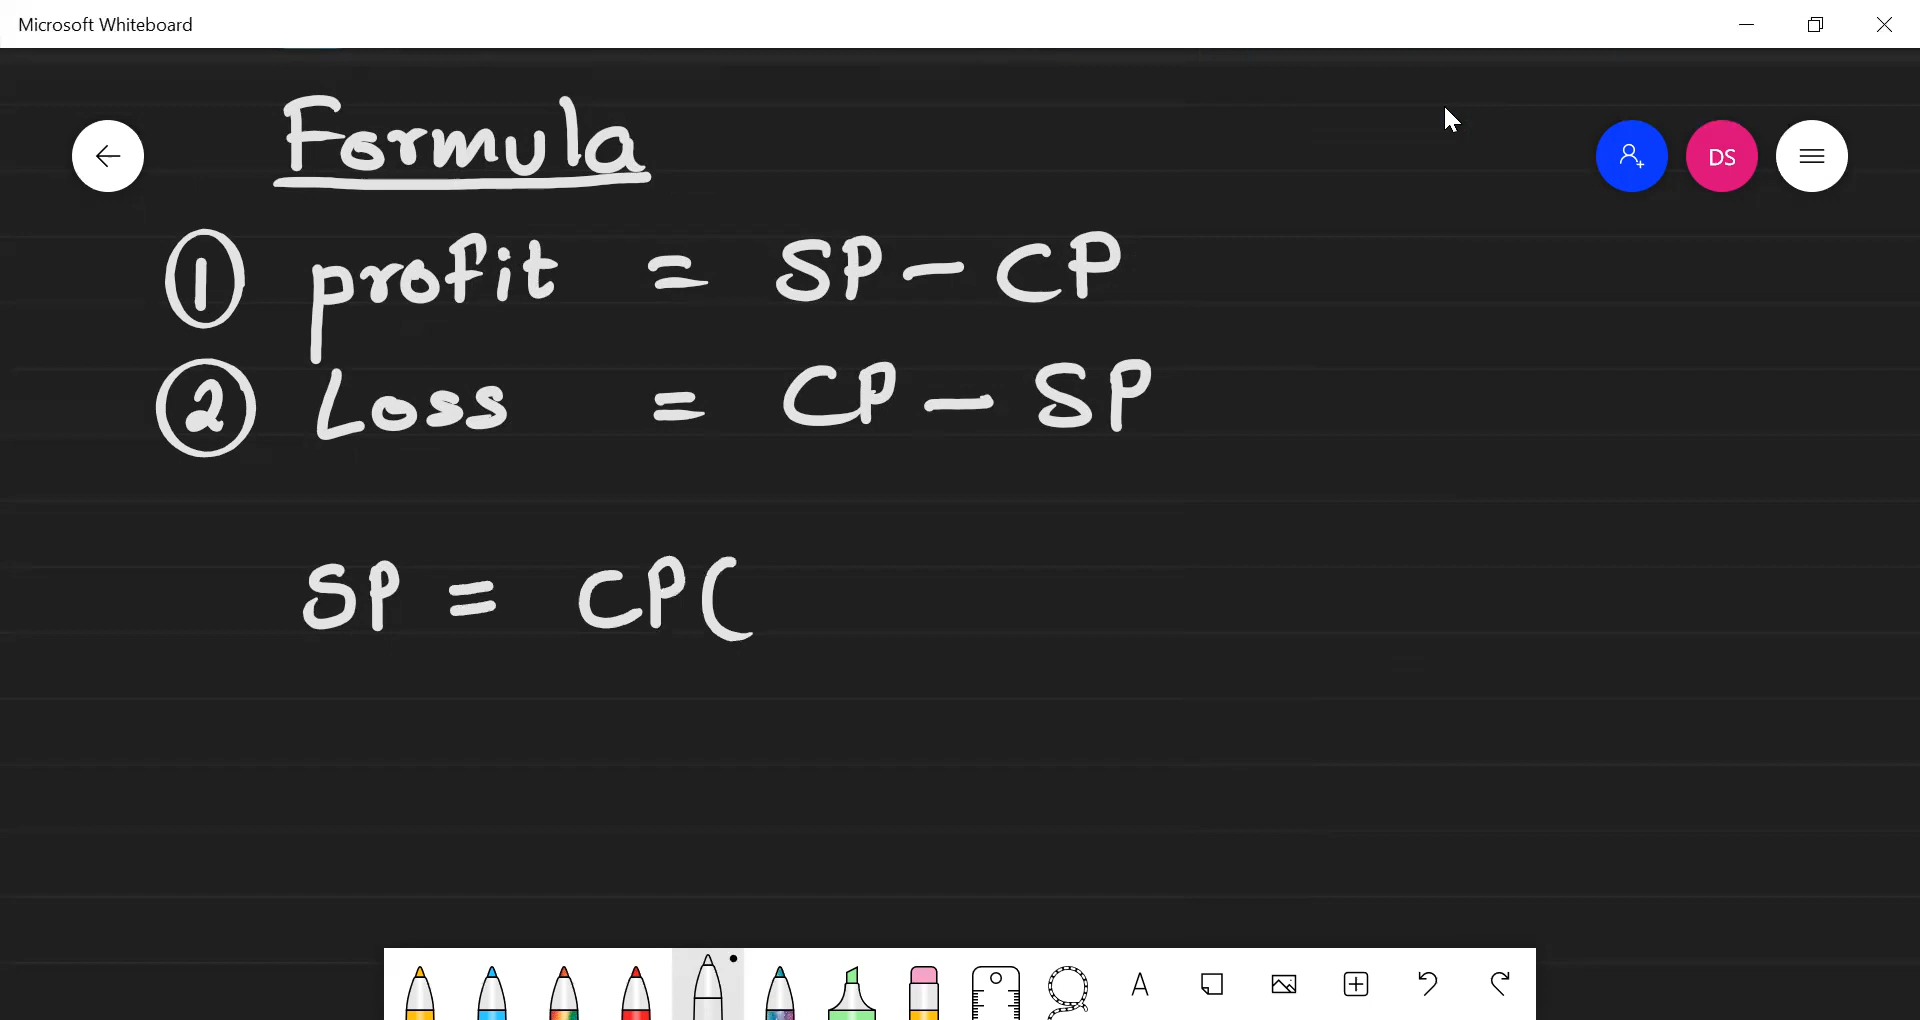 Microsoft Whiteboard
Formula
DS
① profit = SP - CP
② Loss = CP - SP
SP = CP(
A